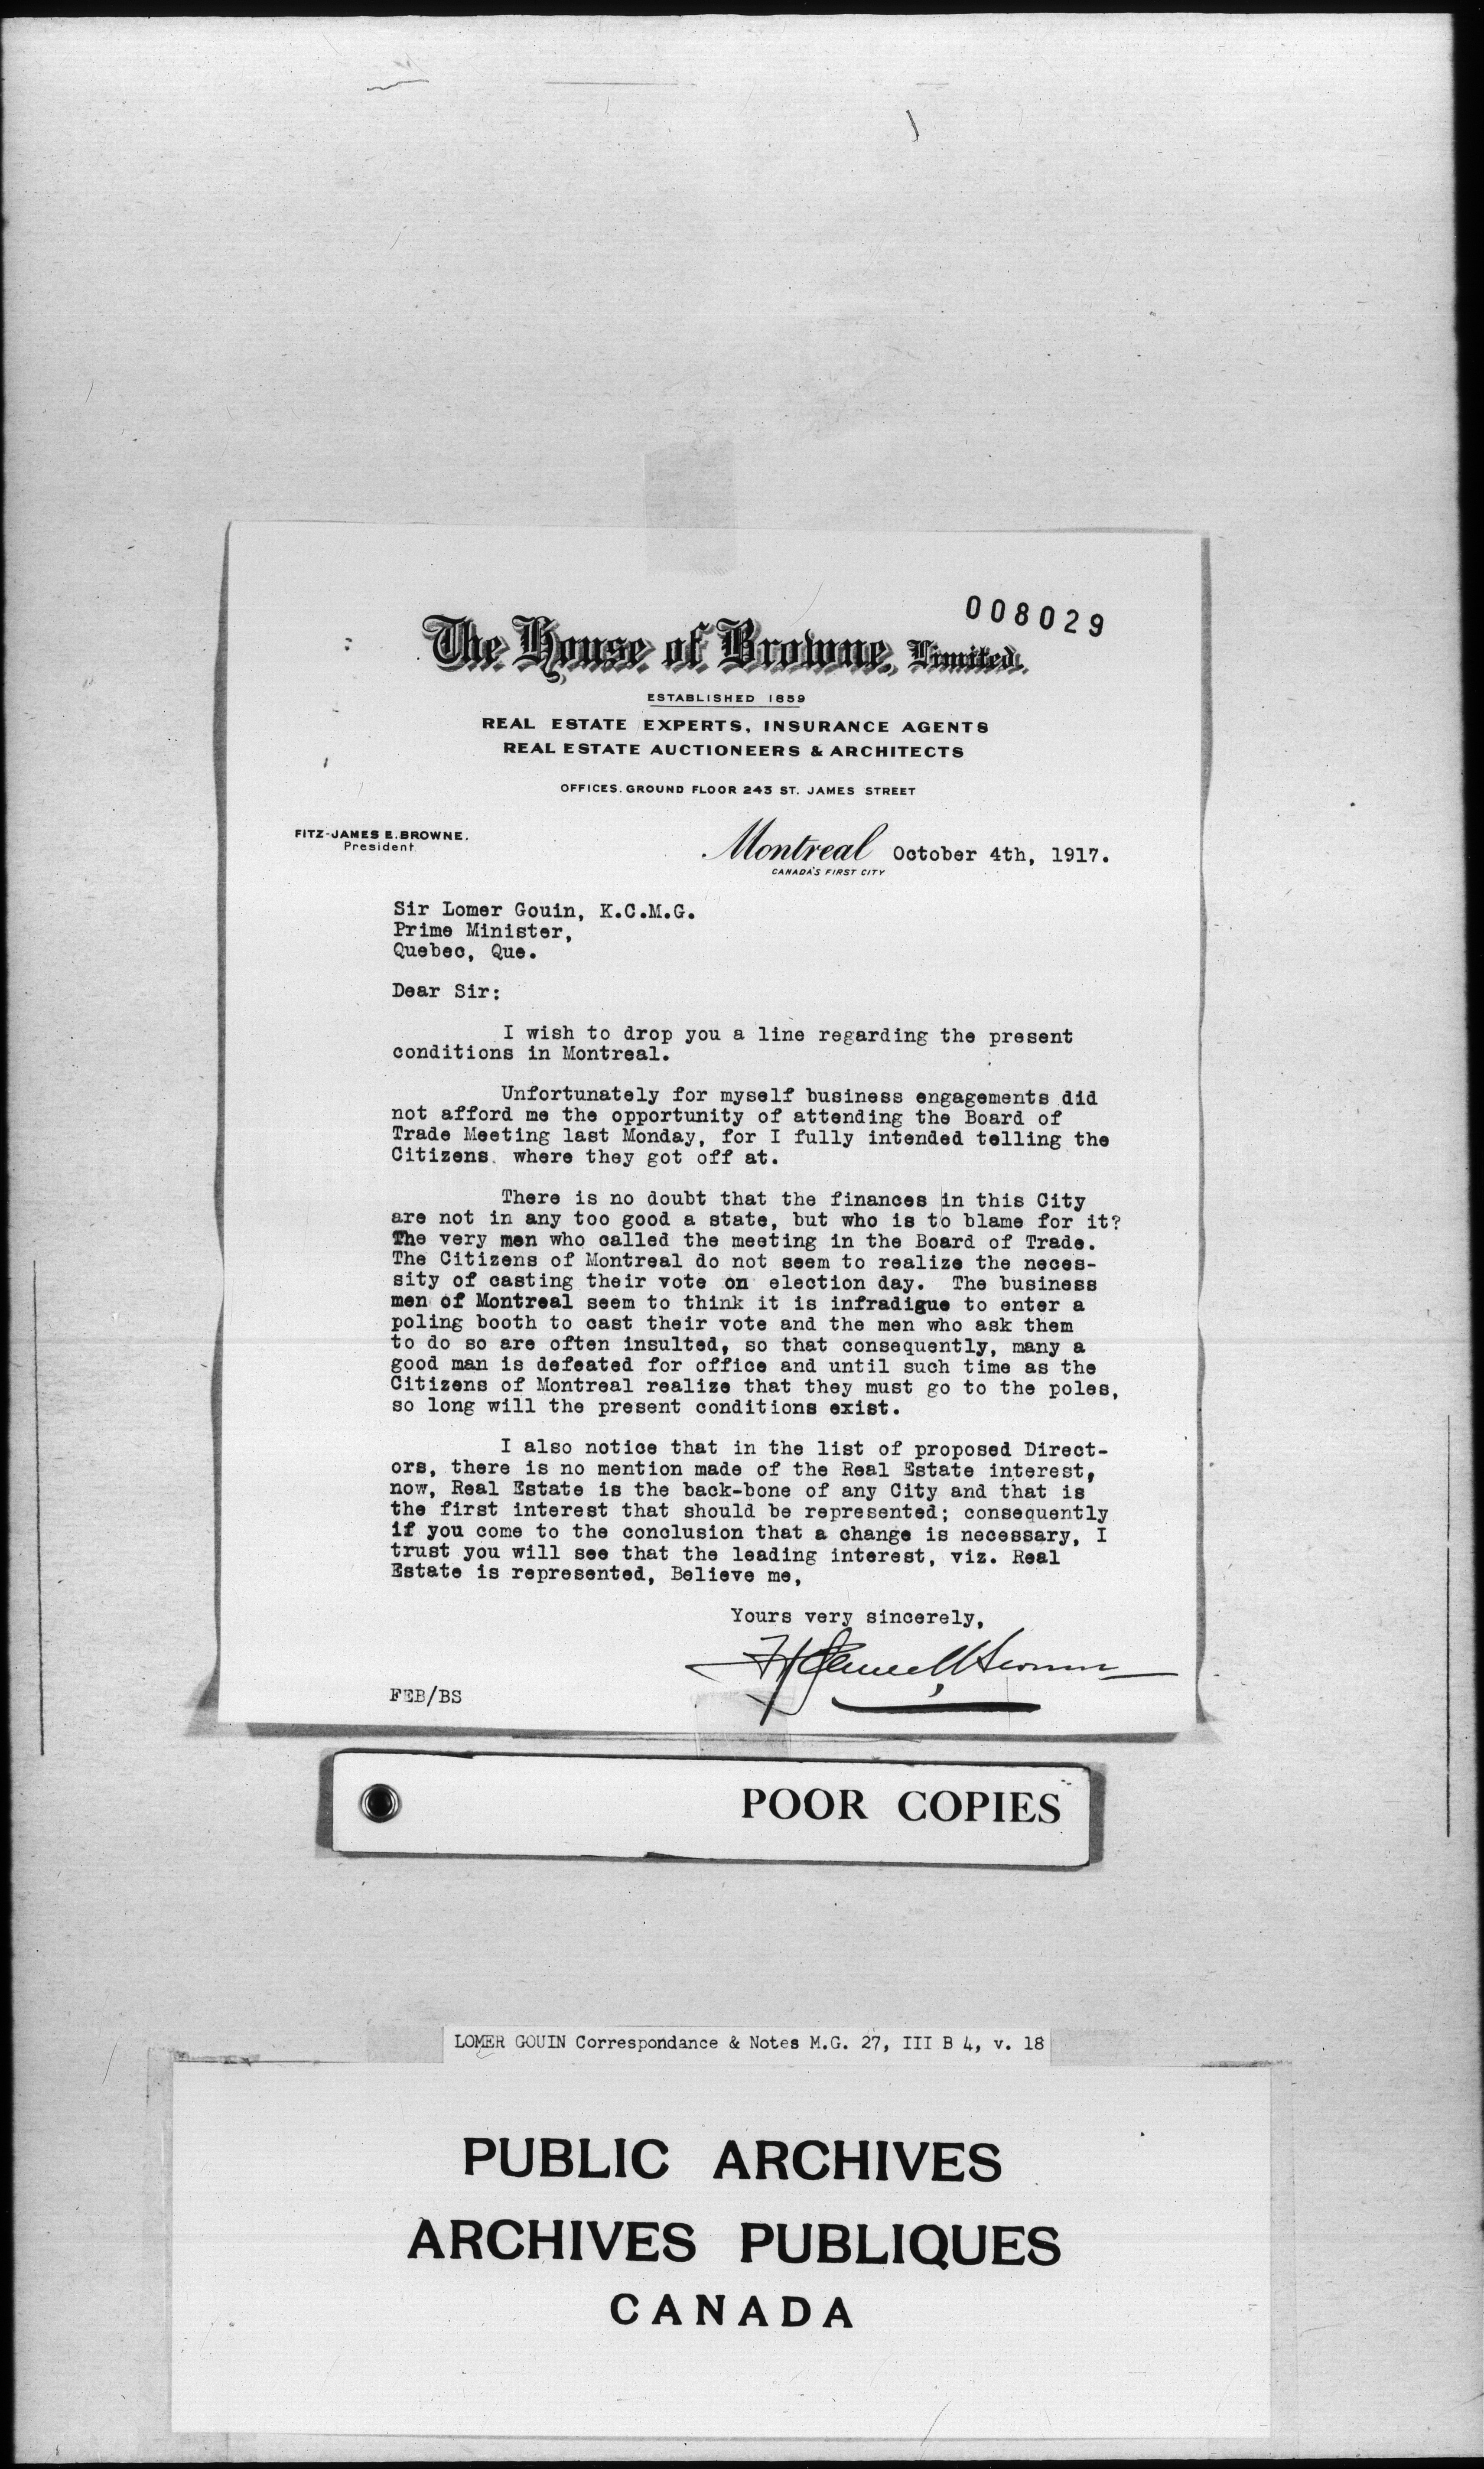 008029
The House of Browne, Limited.
ESTABLISHED 1859
REAL ESTATE EXPERTS, INSURANCE AGENTS
REAL ESTATE AUCTIONEERS & ARCHITECTS
OFFICES. GROUND FLOOR 243 ST. JAMES STREET
FITZ-JAMES E. BROWNE.
President.
Montreal October 4th, 1917.
CANADA'S FIRST CITY
Sir Lomer Gouin, K.C.M.G.
Prime Minister,
Quebec, Que.
Dear Sir:
I wish to drop you a line regarding the present
conditions in Montreal.
Unfortunately for myself business engagements did
not afford me the opportunity of attending the Board of
Trade Meeting last Monday, for I fully intended telling the
Citizens where they got off at.
There is no doubt that the finances in this City
are not in any too good a state, but who is to blame for it?
The very men who called the meeting in the Board of Trade.
The Citizens of Montreal do not seem to realize the neces-
sity of casting their vote on election day. The business
men of Montreal seem to think it is infradigue to enter a
poling booth to cast their vote and the men who ask them
to do so are often insulted, so that consequently, many a
good man is defeated for office and until such time as the
Citizens of Montreal realize that they must go to the poles,
so long will the present conditions exist.
I also notice that in the list of proposed Direct-
ors, there is no mention made of the Real Estate interest,
now, Real Estate is the back-bone of any City and that is
the first interest that should be represented; consequently
if you come to the conclusion that a change is necessary, I
trust you will see that the leading interest, viz. Real
Estate is represented, Believe me,
Yours very sincerely,
FEB/BS
POOR COPIES
LOMER GOUIN Correspondance & Notes M.G. 27, III B 4, v. 18
PUBLIC ARCHIVES
ARCHIVES PUBLIQUES
CANADA